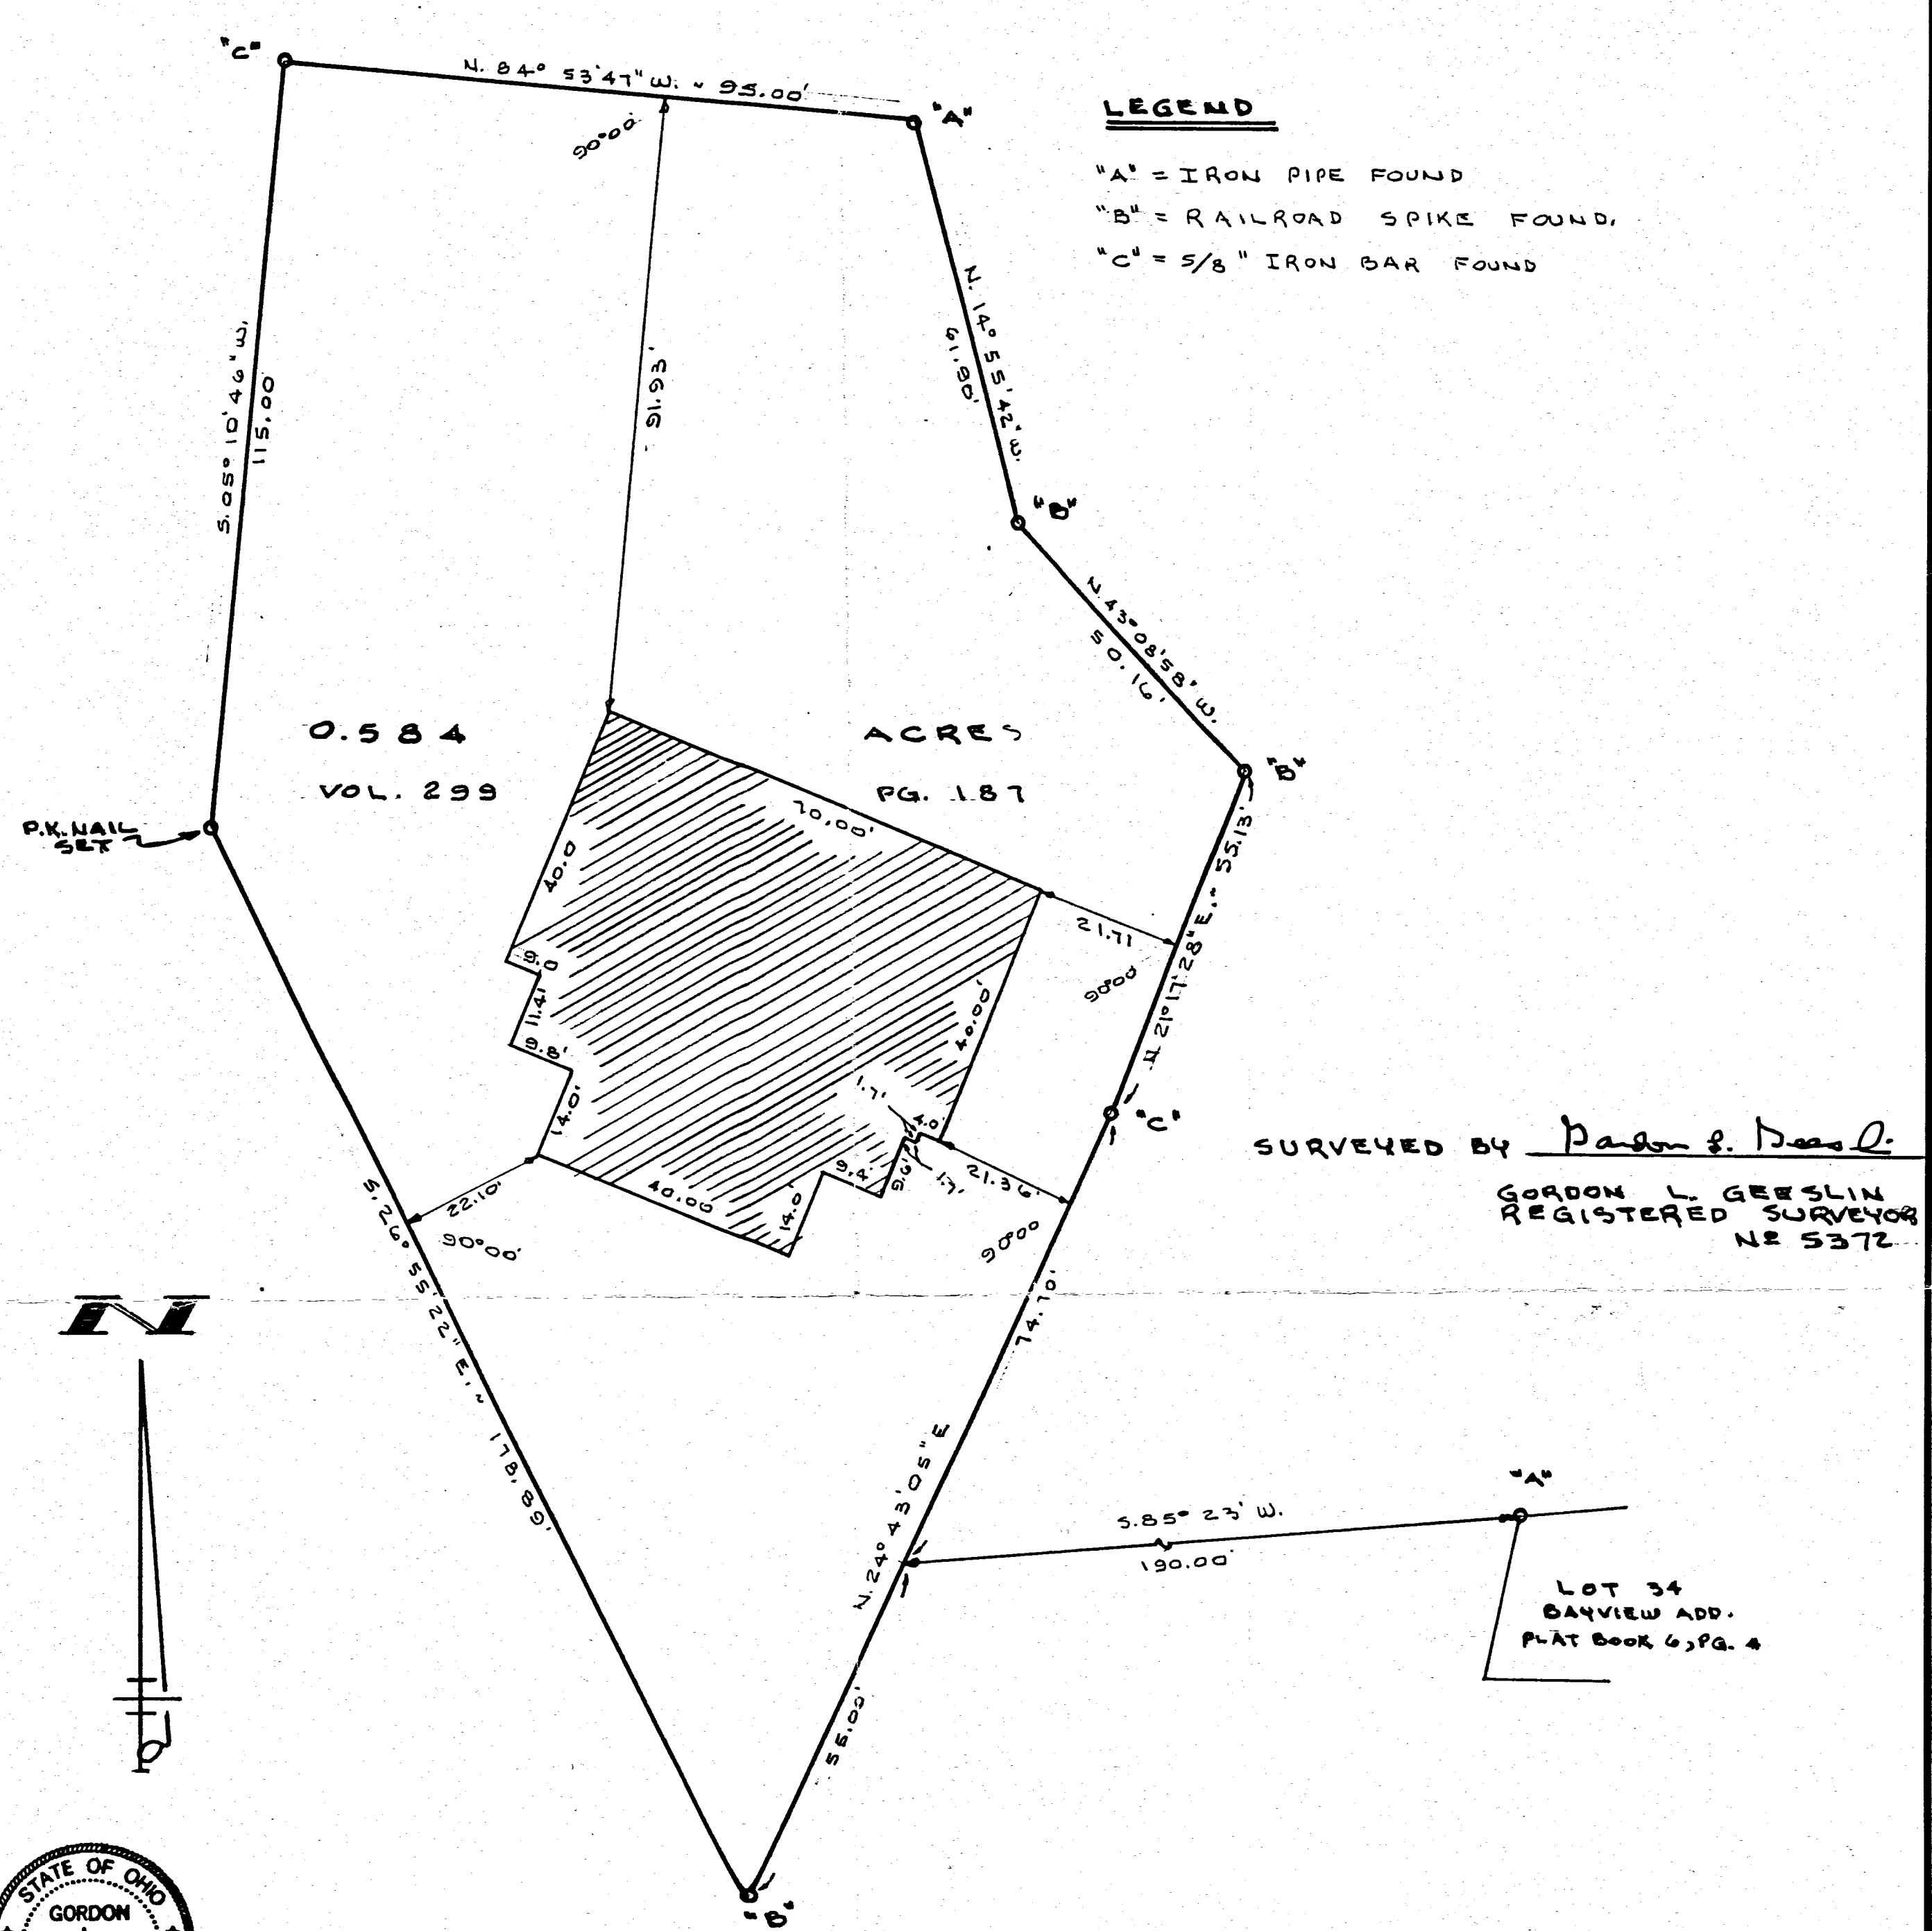 "C"
N. 84° 53'47" W. ~ 95.00'
"A"
90°00'
LEGEND
"A" = IRON PIPE FOUND
"B" = RAILROAD SPIKE FOUND.
"C" = 5/8" IRON BAR FOUND
N. 14° 55' 42" W.
61.90'
S. 05° 10' 46" W.
115.00
91.93'
"B"
N. 43° 08' 58" W.
50.16'
"B"
0.584 ACRES
VOL. 299 PG. 187
P.K. NAIL
SET
70.00'
40.0
N 21° 17' 28" E. ~ 55.13'
21.71
90°00'
9.0
11.41
9.8'
14.0'
40.00'
1.7'
4.0'
"C"
9.4'
9.6'
1.7'
21.36'
14.0'
40.00
22.10'
90°00'
90°00'
SURVEYED BY
GORDON L. GEESLIN
REGISTERED SURVEYOR
Nº 5372
N
S. 26° 55' 22" E. ~ 178.89'
74.70'
N. 24° 43' 05" E
"A"
S. 85° 23' W.
190.00'
LOT 34
BAYVIEW ADD.
PLAT BOOK 6, PG. 4
55.00'
"B"
STATE OF OHIO
GORDON